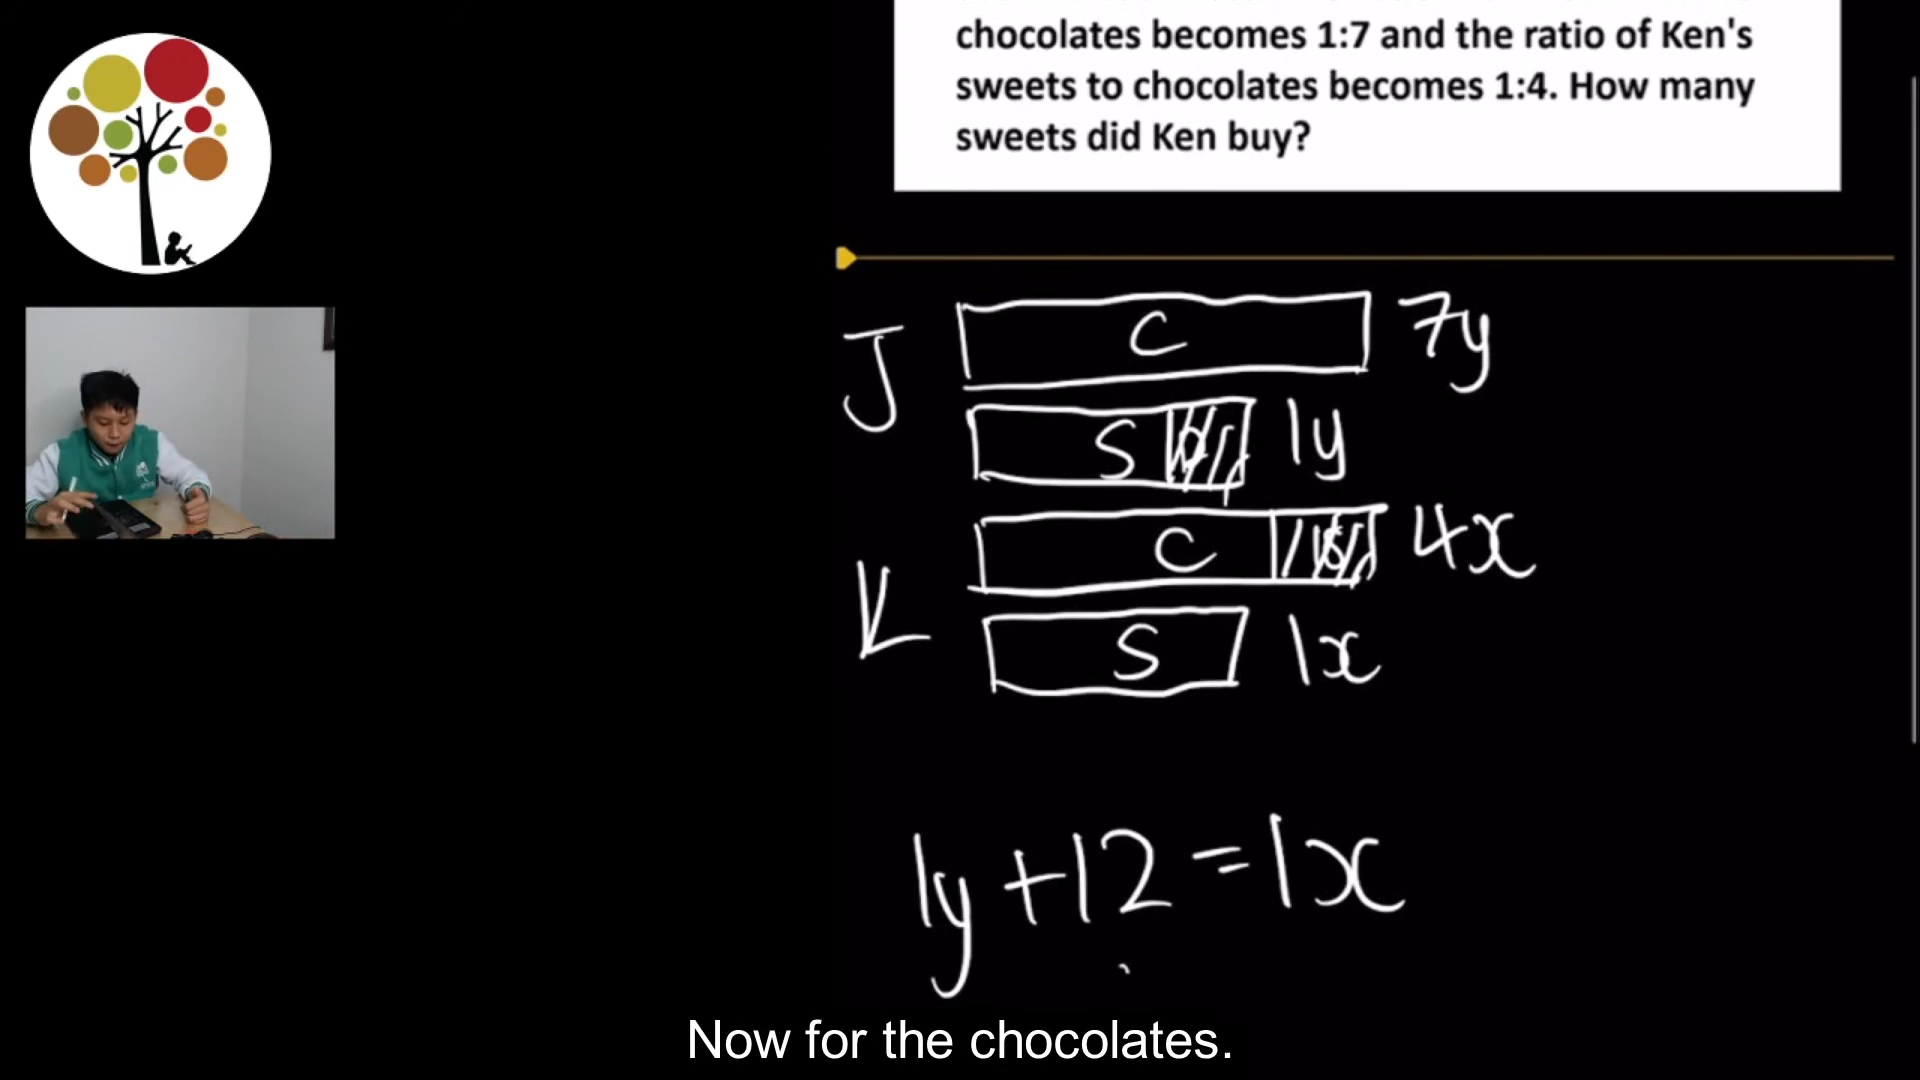 chocolates becomes 1:7 and the ratio of Ken's
sweets to chocolates becomes 1:4. How many
sweets did Ken buy?
J
C 7y
S 1y
K
C 4x
S 1x
1y + 12 = 1x
Now for the chocolates.